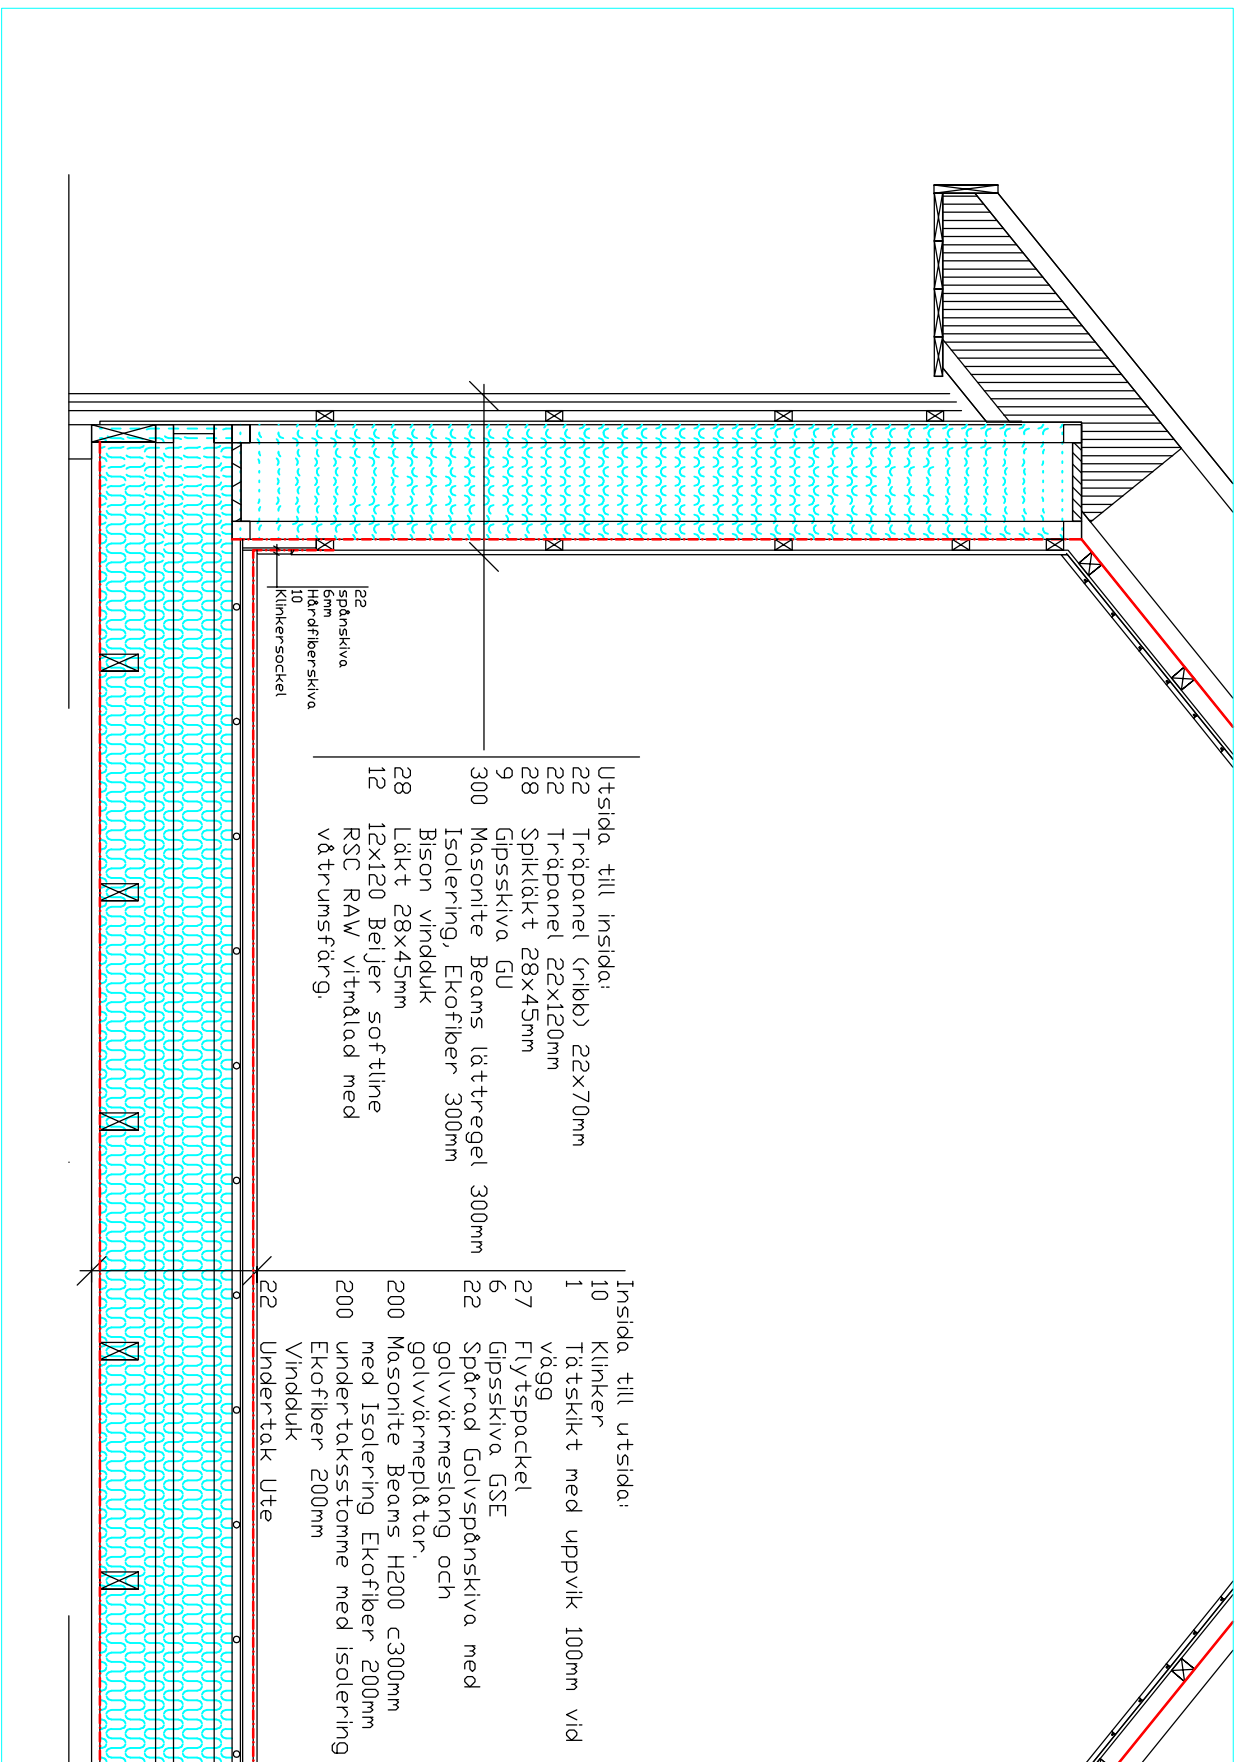 22
spånskiva
6mm
Hårdfiberskiva
10
Klinkersockel
Utsida till insida:
22 Träpanel (ribb) 22x70mm
22 Träpanel 22x120mm
28 Spikläkt 28x45mm
9 Gipsskiva GU
300 Masonite Beams lättregel 300mm
Isolering, Ekofiber 300mm
Bison vindduk
28 Läkt 28x45mm
12 12x120 Beijer softline
RSC RAW vitmålad med
våtrumsfärg.
Insida till utsida:
10 Klinker
1 Tätskikt med uppvik 100mm vid
vägg
27 Flytspackel
6 Gipsskiva GSE
22 Spårad Golvspånskiva med
golvvärmeslang och
golvvärmeplåtar.
200 Masonite Beams H200 c300mm
med Isolering Ekofiber 200mm
200 undertaksstomme med isolering
Ekofiber 200mm
Vindduk
22 Undertak Ute